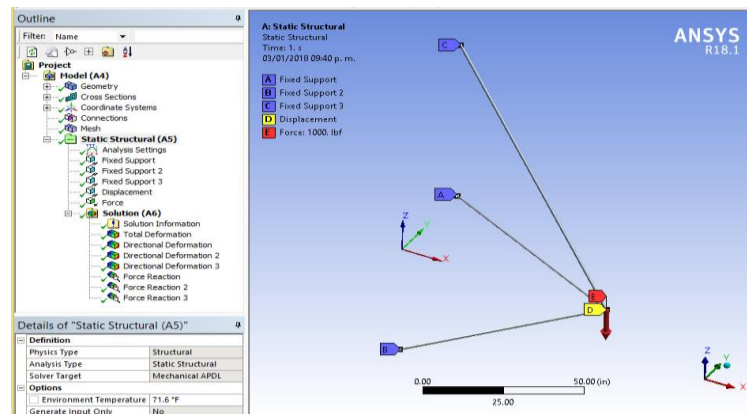 Outline
Filter: Name
Project
Model (A4)
Geometry
Cross Sections
Coordinate Systems
Connections
Mesh
Static Structural (A5)
Analysis Settings
Fixed Support
Fixed Support 2
Fixed Support 3
Displacement
Force
Solution (A6)
Solution Information
Total Deformation
Directional Deformation
Directional Deformation 2
Directional Deformation 3
Force Reaction
Force Reaction 2
Force Reaction 3
Details of "Static Structural (A5)"
Definition
Physics Type Structural
Analysis Type Static Structural
Solver Target Mechanical APDL
Options
Environment Temperature 71.6 °F
Generate Input Only No
A: Static Structural
Static Structural
Time: 1. s
03/01/2018 09:40 p. m.
A Fixed Support
B Fixed Support 2
C Fixed Support 3
D Displacement
E Force: 1000. lbf
ANSYS
R18.1
C
A
Z
Y
X
E
D
B
0.00
50.00 (in)
25.00
Z
Y
X